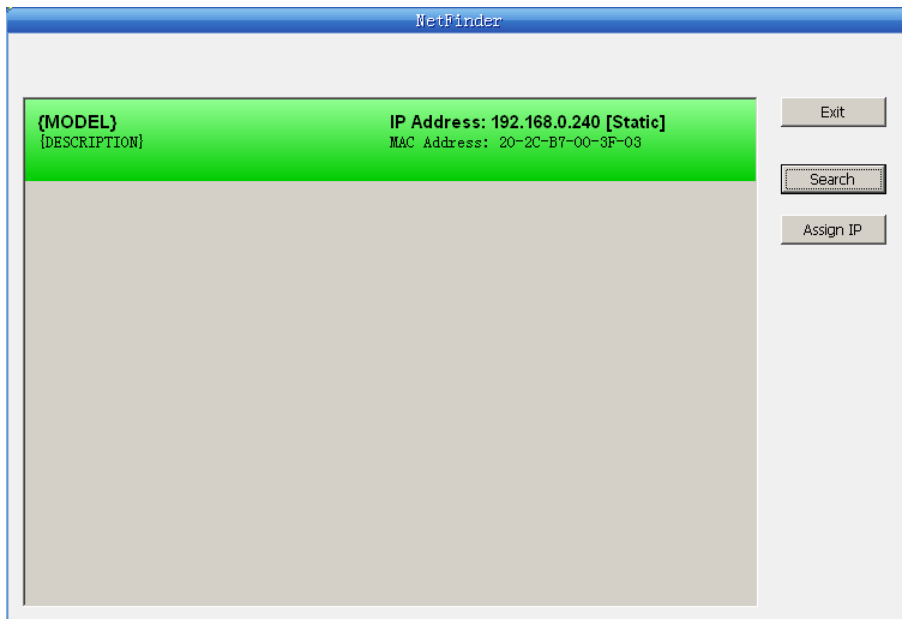 NetFinder
{MODEL}
{DESCRIPTION}
IP Address: 192.168.0.240 [Static]
MAC Address: 20-2C-B7-00-3F-03
Exit
Search
Assign IP